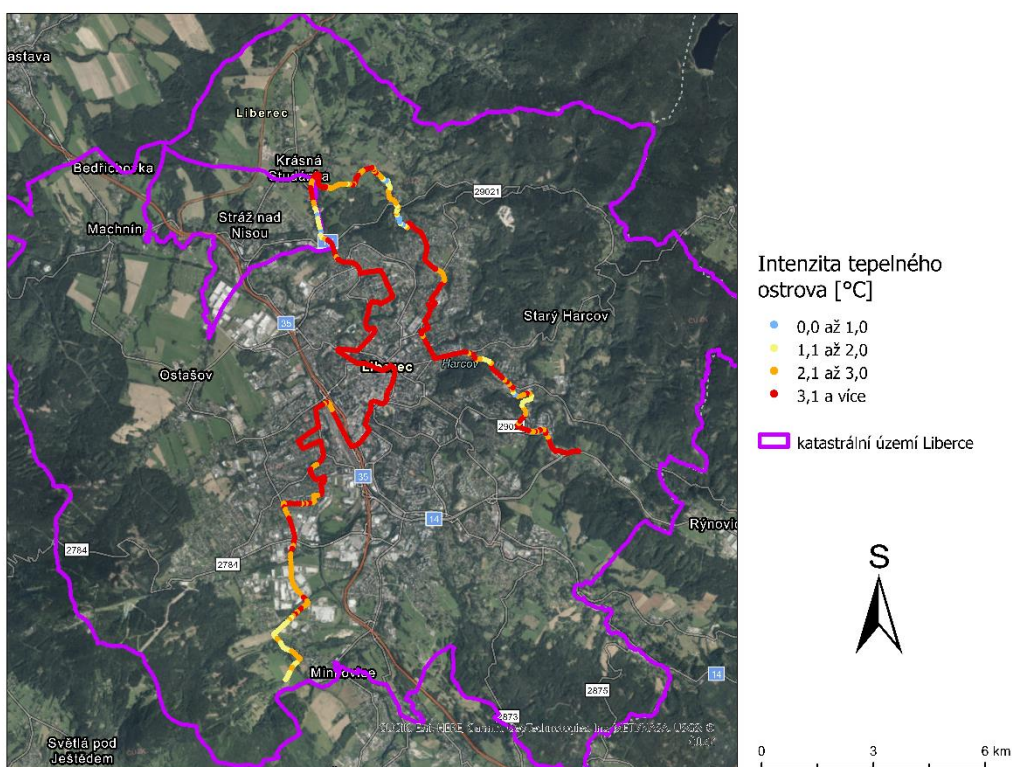 astava
Liberec
Krásná
Studánka
Bedřichovka
29021
Stráž nad
Nisou
Machnín
35
Starý Harcov
Liberec
Harcov
Ostašov
35
14
Rýnovic
2784
2784
Minkovice
14
2875
2873
Světlá pod
Ještědem
Intenzita tepelného
ostrova [°C]
0,0 až 1,0
1,1 až 2,0
2,1 až 3,0
3,1 a více
katastrální území Liberce
S
0 3 6 km